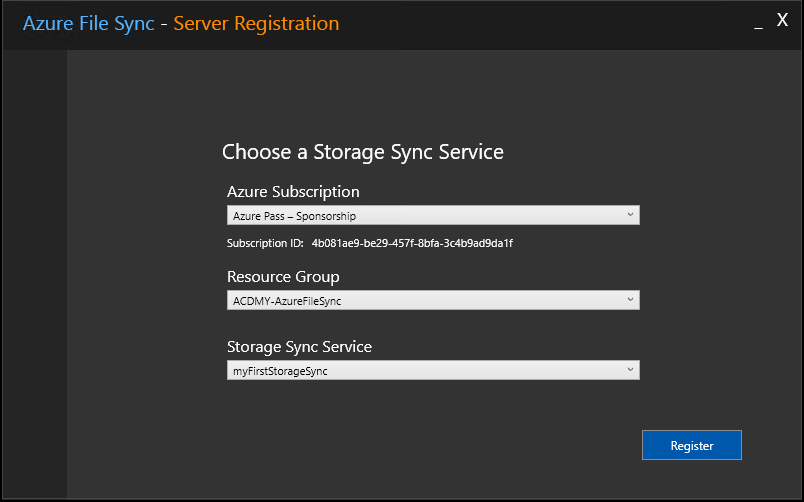 Azure File Sync - Server Registration
_ X
Choose a Storage Sync Service
Azure Subscription
Azure Pass – Sponsorship
Subscription ID: 4b081ae9-be29-457f-8bfa-3c4b9ad9da1f
Resource Group
ACDMY-AzureFileSync
Storage Sync Service
myFirstStorageSync
Register